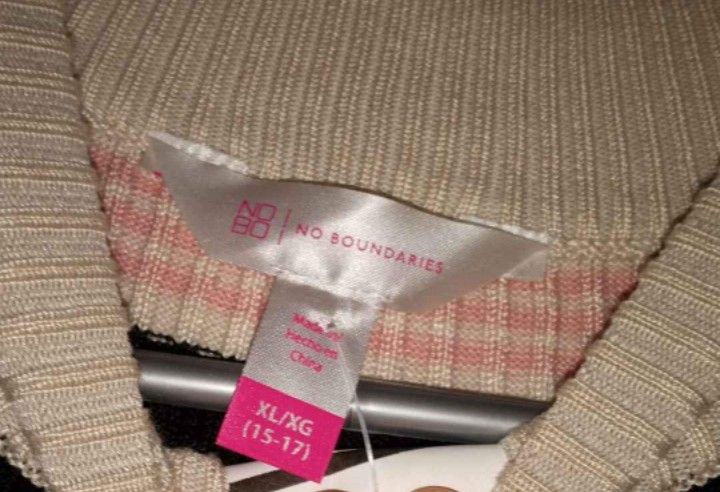 NO
BO
NO BOUNDARIES
Made in/
Hecho en
China
XL/XG
(15-17)